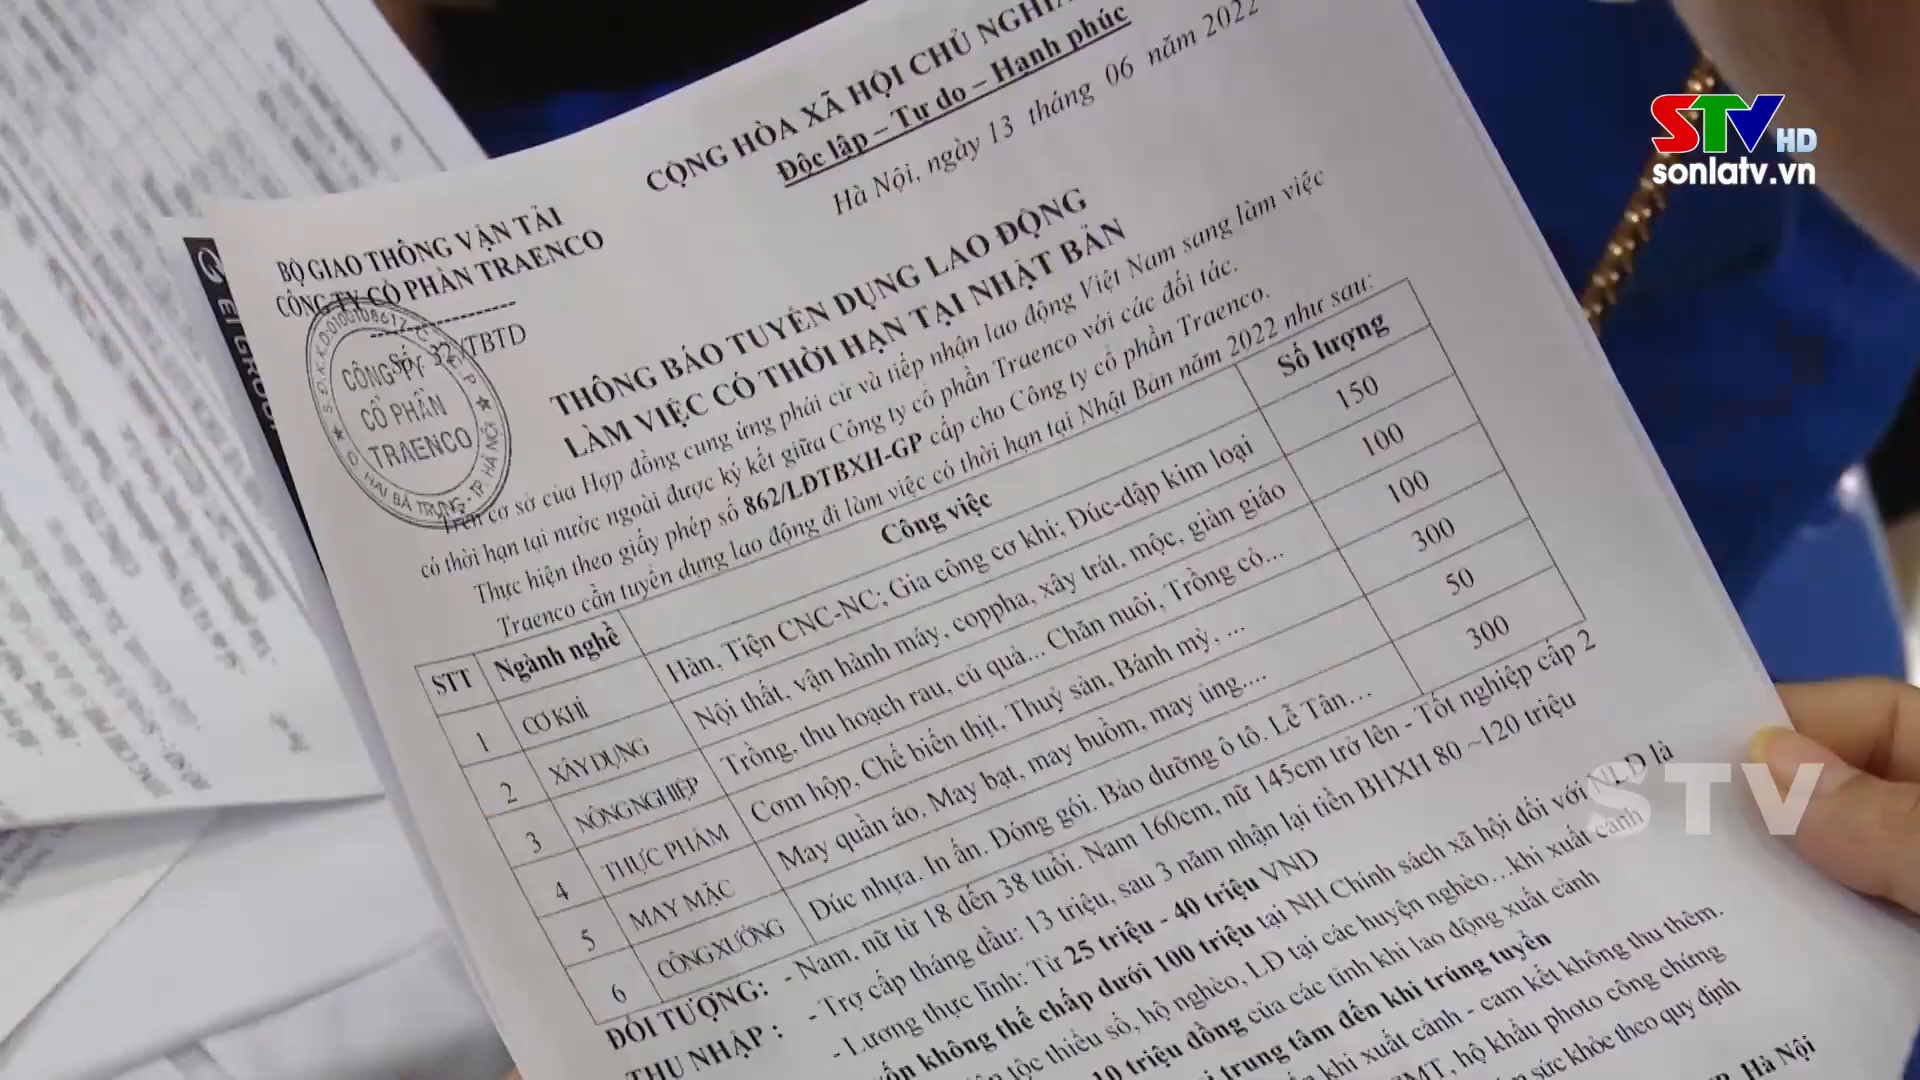 CỘNG HÒA XÃ HỘI CHỦ NGHĨA
Độc lập – Tự do – Hạnh phúc
Hà Nội, ngày 13 tháng 06 năm 2022
BỘ GIAO THÔNG VẬN TẢI
CÔNG TY CỔ PHẦN TRAENCO
Số: 32/TBTD
S.Đ.K.K.D:0100108617-C.T.C.P
CÔNG TY
CỔ PHẦN
TRAENCO
Q. HAI BÀ TRƯNG - TP. HÀ NỘI
THÔNG BÁO TUYỂN DỤNG LAO ĐỘNG
LÀM VIỆC CÓ THỜI HẠN TẠI NHẬT BẢN
Trên cơ sở của Hợp đồng cung ứng phái cử và tiếp nhận lao động Việt Nam sang làm việc
có thời hạn tại nước ngoài được ký kết giữa Công ty cổ phần Traenco với các đối tác.
Thực hiện theo giấy phép số 862/LĐTBXH-GP cấp cho Công ty cổ phần Traenco.
Traenco cần tuyển dụng lao động đi làm việc có thời hạn tại Nhật Bản năm 2022 như sau:
STT Ngành nghề Công việc Số lượng
1 CƠ KHÍ Hàn, Tiện CNC-NC; Gia công cơ khí; Đúc-dập kim loại 150
2 XÂY DỰNG Nội thất, vận hành máy, coppha, xây trát, mộc, giàn giáo 100
3 NÔNG NGHIỆP Trồng, thu hoạch rau, củ quả... Chăn nuôi, Trồng cỏ... 100
4 THỰC PHẨM Cơm hộp, Chế biến thịt, Thuỷ sản, Bánh mỳ, ... 300
5 MAY MẶC May quần áo. May bạt, may buồm, may ủng.... 50
6 CÔNG XƯỞNG Đúc nhựa. In ấn. Đóng gói. Bảo dưỡng ô tô. Lễ Tân... 300
ĐỐI TƯỢNG: - Nam, nữ từ 18 đến 38 tuổi. Nam 160cm, nữ 145cm trở lên - Tốt nghiệp cấp 2
THU NHẬP : - Trợ cấp tháng đầu: 13 triệu, sau 3 năm nhận lại tiền BHXH 80 ~120 triệu
- Lương thực lĩnh: Từ 25 triệu - 40 triệu VND
không thế chấp dưới 100 triệu tại NH Chính sách xã hội đối với NLĐ là
tộc thiểu số, hộ nghèo, LĐ tại các huyện nghèo...khi xuất cảnh
10 triệu đồng của các tỉnh khi lao động xuất cảnh
trung tâm đến khi trúng tuyển
khi xuất cảnh - cam kết không thu thêm.
hộ khẩu photo công chứng
sức khỏe theo quy định
Hà Nội
EI GROUP
STV HD
sonlatv.vn
STV